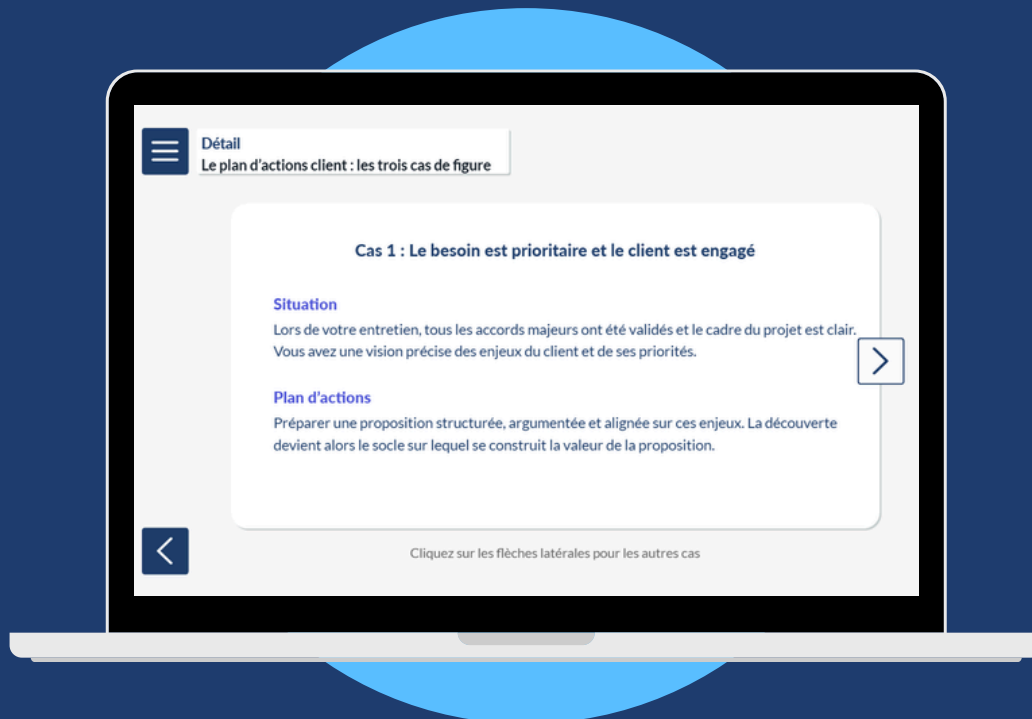 Détail
Le plan d'actions client : les trois cas de figure
Cas 1 : Le besoin est prioritaire et le client est engagé
Situation
Lors de votre entretien, tous les accords majeurs ont été validés et le cadre du projet est clair.
Vous avez une vision précise des enjeux du client et de ses priorités.
Plan d'actions
Préparer une proposition structurée, argumentée et alignée sur ces enjeux. La découverte
devient alors le socle sur lequel se construit la valeur de la proposition.
Cliquez sur les flèches latérales pour les autres cas